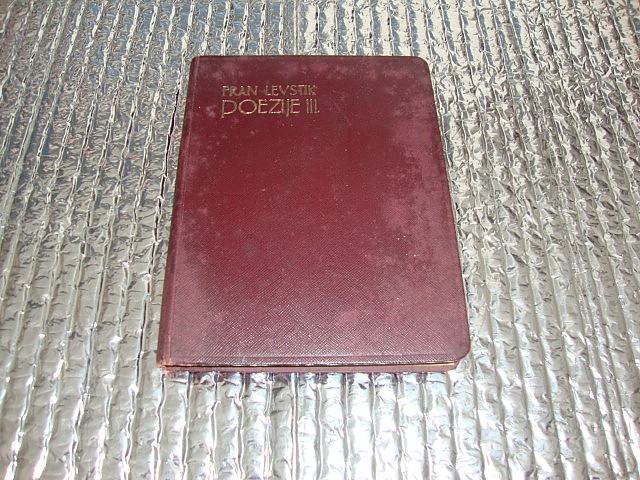 FRAN LEVSTIK
POEZIJE III.